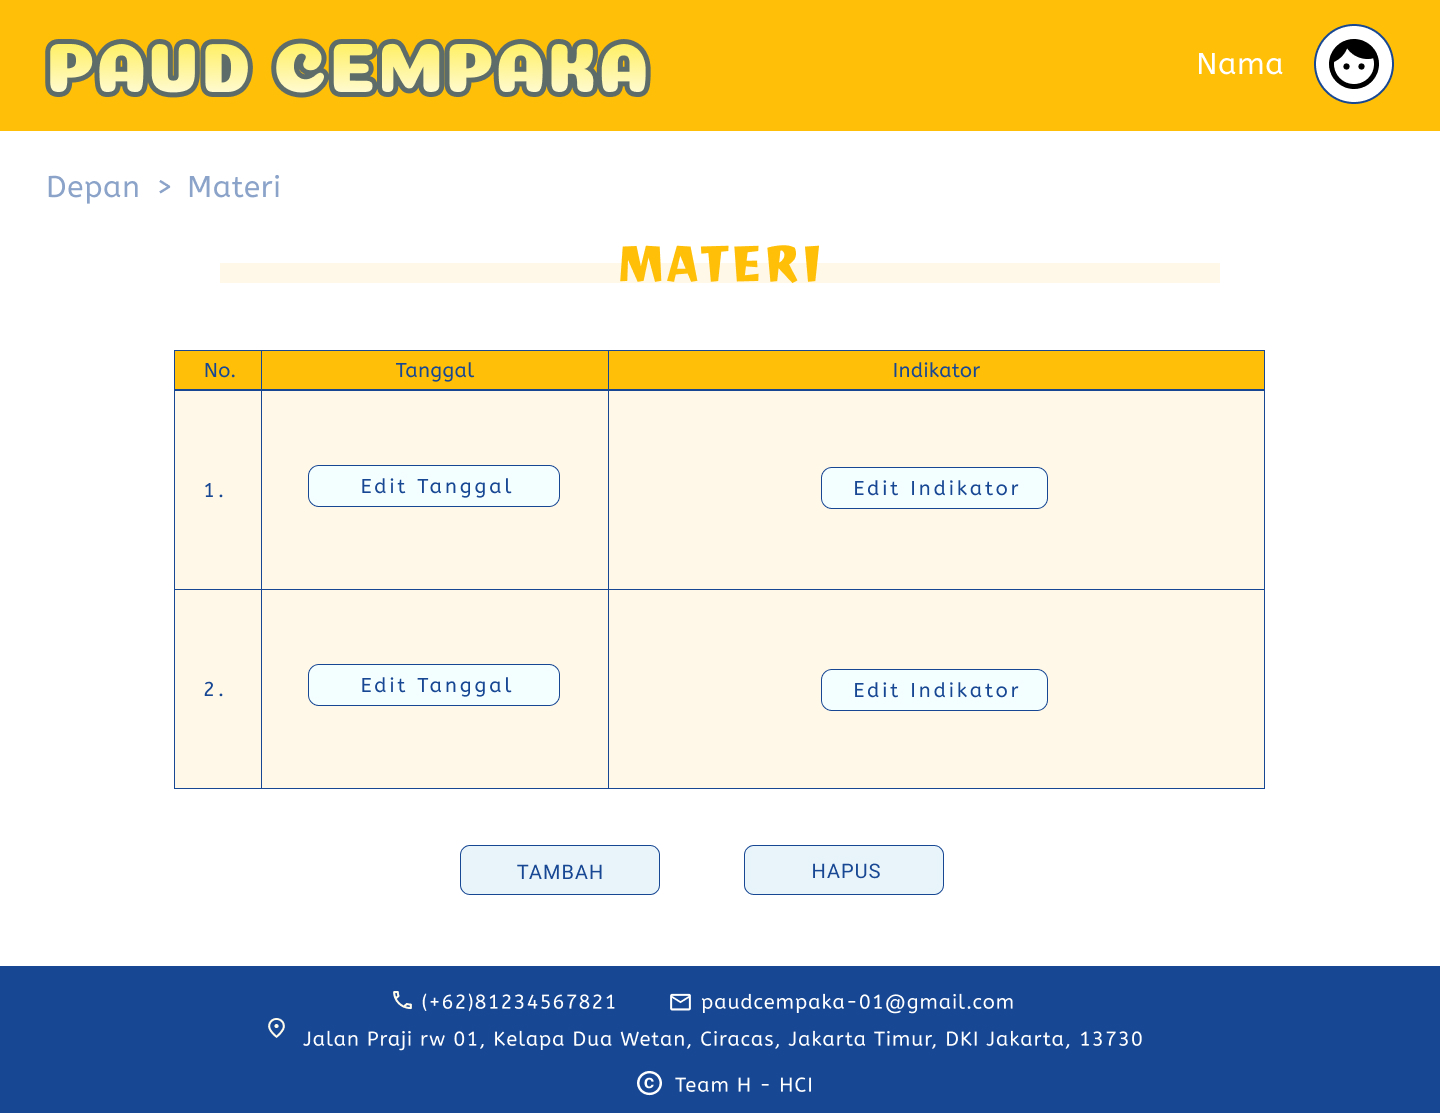 PAUD CEMPAKA
Nama
Depan > Materi
MATERI
No. Tanggal Indikator
1. Edit Tanggal Edit Indikator
2. Edit Tanggal Edit Indikator
TAMBAH HAPUS
(+62)81234567821 paudcempaka-01@gmail.com
Jalan Praji rw 01, Kelapa Dua Wetan, Ciracas, Jakarta Timur, DKI Jakarta, 13730
© Team H - HCI